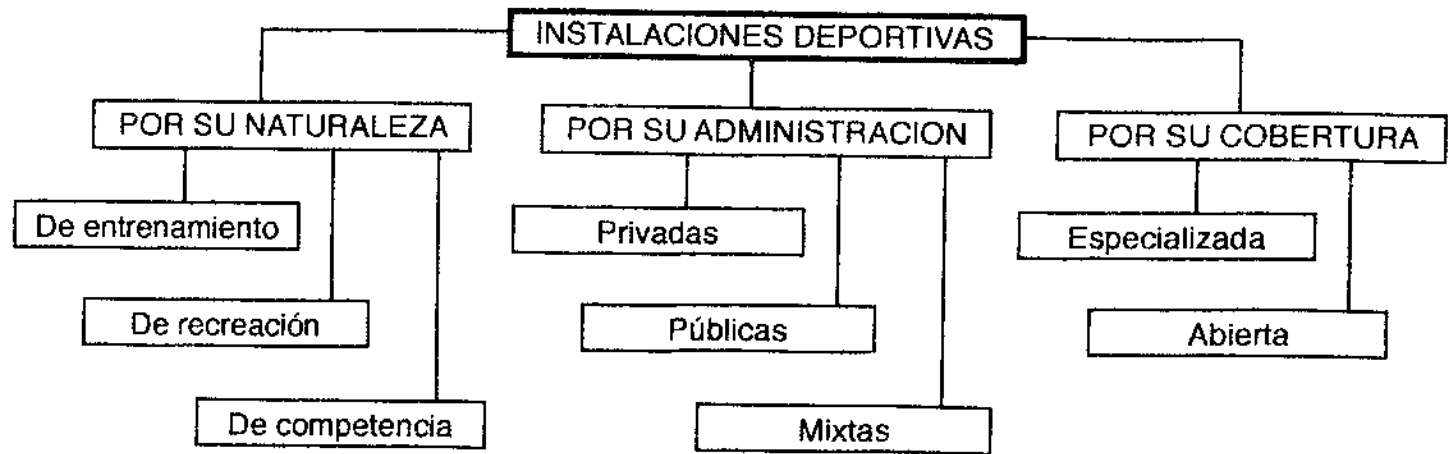 INSTALACIONES DEPORTIVAS
POR SU NATURALEZA
De entrenamiento
De recreación
De competencia
POR SU ADMINISTRACION
Privadas
Públicas
Mixtas
POR SU COBERTURA
Especializada
Abierta